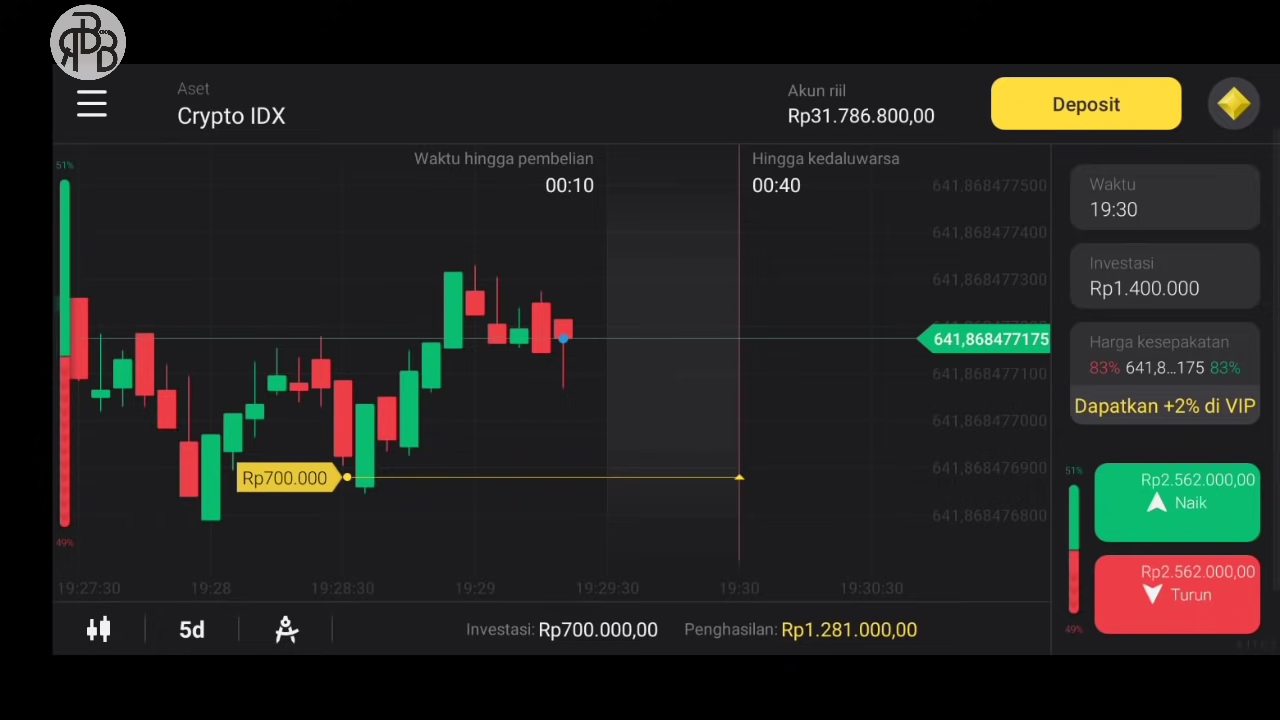 Aset
Crypto IDX
Akun riil
Rp31.786.800,00
Deposit
Waktu hingga pembelian
00:10
Hingga kedaluwarsa
00:40
51%
49%
641,868477500
641,868477400
641,868477300
641,868477175
641,868477100
641,868477000
641,868476900
641,868476800
Rp700.000
19:27:30
19:28
19:28:30
19:29
19:29:30
19:30
19:30:30
Waktu
19:30
Investasi
Rp1.400.000
Harga kesepakatan
83% 641,8...175 83%
Dapatkan +2% di VIP
51%
Rp2.562.000,00
Naik
Rp2.562.000,00
Turun
49%
5d
Investasi: Rp700.000,00
Penghasilan: Rp1.281.000,00